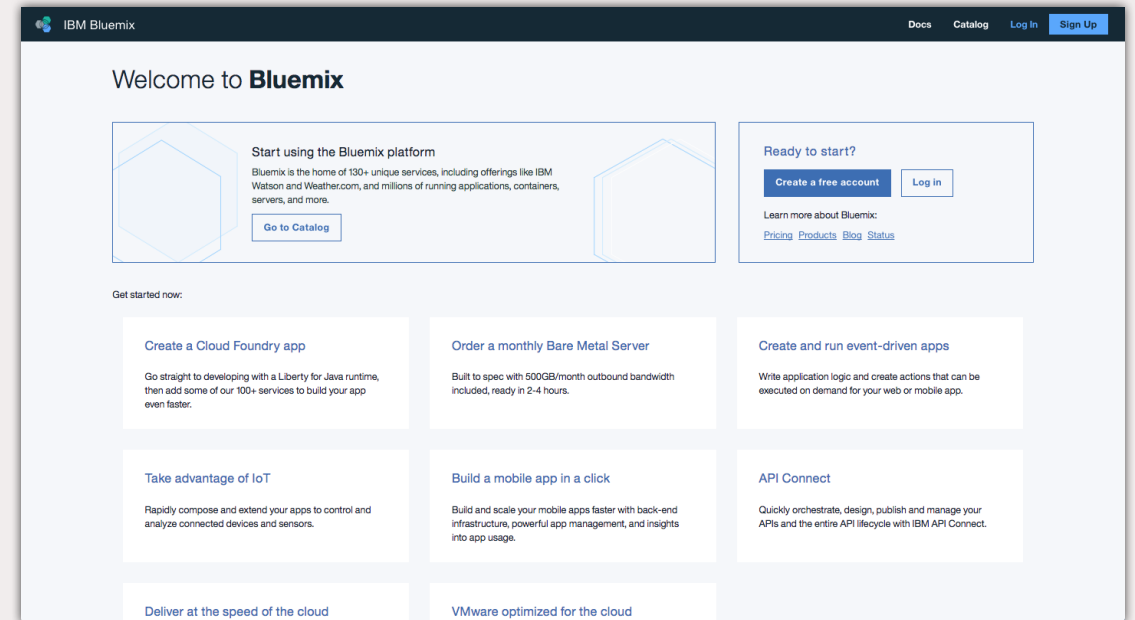 IBM Bluemix
Docs Catalog Log In Sign Up
Welcome to Bluemix
Start using the Bluemix platform
Bluemix is the home of 130+ unique services, including offerings like IBM
Watson and Weather.com, and millions of running applications, containers,
servers, and more.
Go to Catalog
Ready to start?
Create a free account Log in
Learn more about Bluemix:
Pricing Products Blog Status
Get started now:
Create a Cloud Foundry app
Go straight to developing with a Liberty for Java runtime,
then add some of our 100+ services to build your app
even faster.
Order a monthly Bare Metal Server
Built to spec with 500GB/month outbound bandwidth
included, ready in 2-4 hours.
Create and run event-driven apps
Write application logic and create actions that can be
executed on demand for your web or mobile app.
Take advantage of IoT
Rapidly compose and extend your apps to control and
analyze connected devices and sensors.
Build a mobile app in a click
Build and scale your mobile apps faster with back-end
infrastructure, powerful app management, and insights
into app usage.
API Connect
Quickly orchestrate, design, publish and manage your
APIs and the entire API lifecycle with IBM API Connect.
Deliver at the speed of the cloud
VMware optimized for the cloud